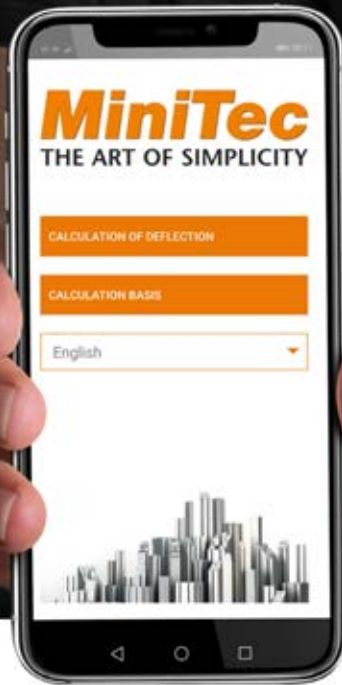 MiniTec
THE ART OF SIMPLICITY
CALCULATION OF DEFLECTION
CALCULATION BASIS
English